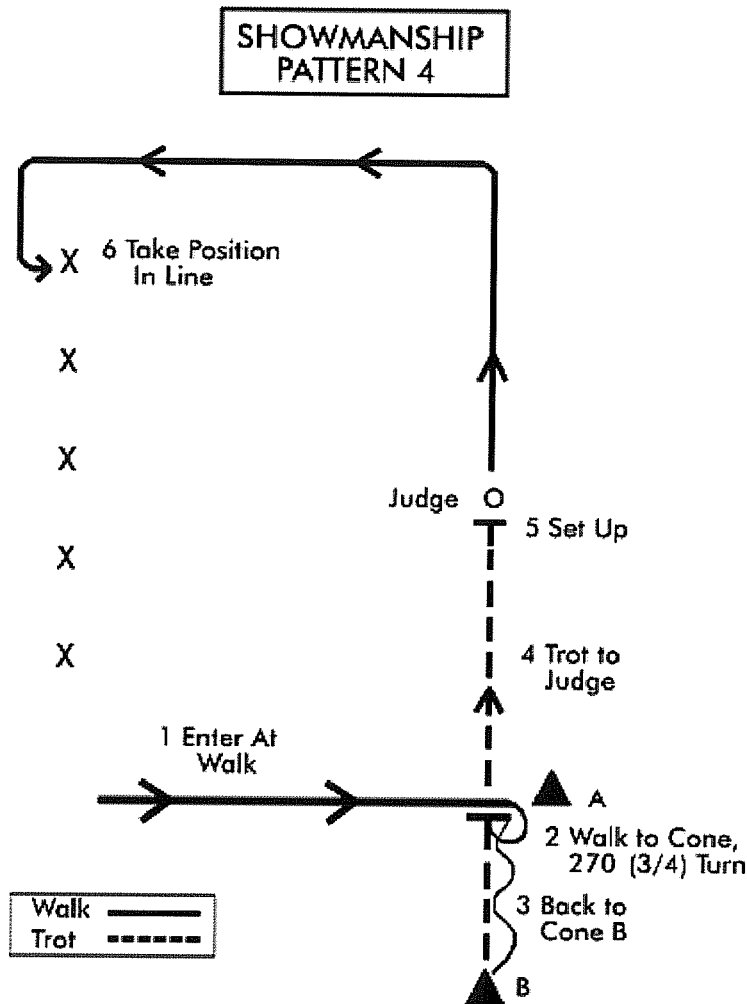 SHOWMANSHIP
PATTERN 4
6 Take Position
In Line
X
X
X
X
X
Judge O
5 Set Up
4 Trot to
Judge
1 Enter At
Walk
A
2 Walk to Cone,
270 (3/4) Turn
3 Back to
Cone B
B
Walk
Trot